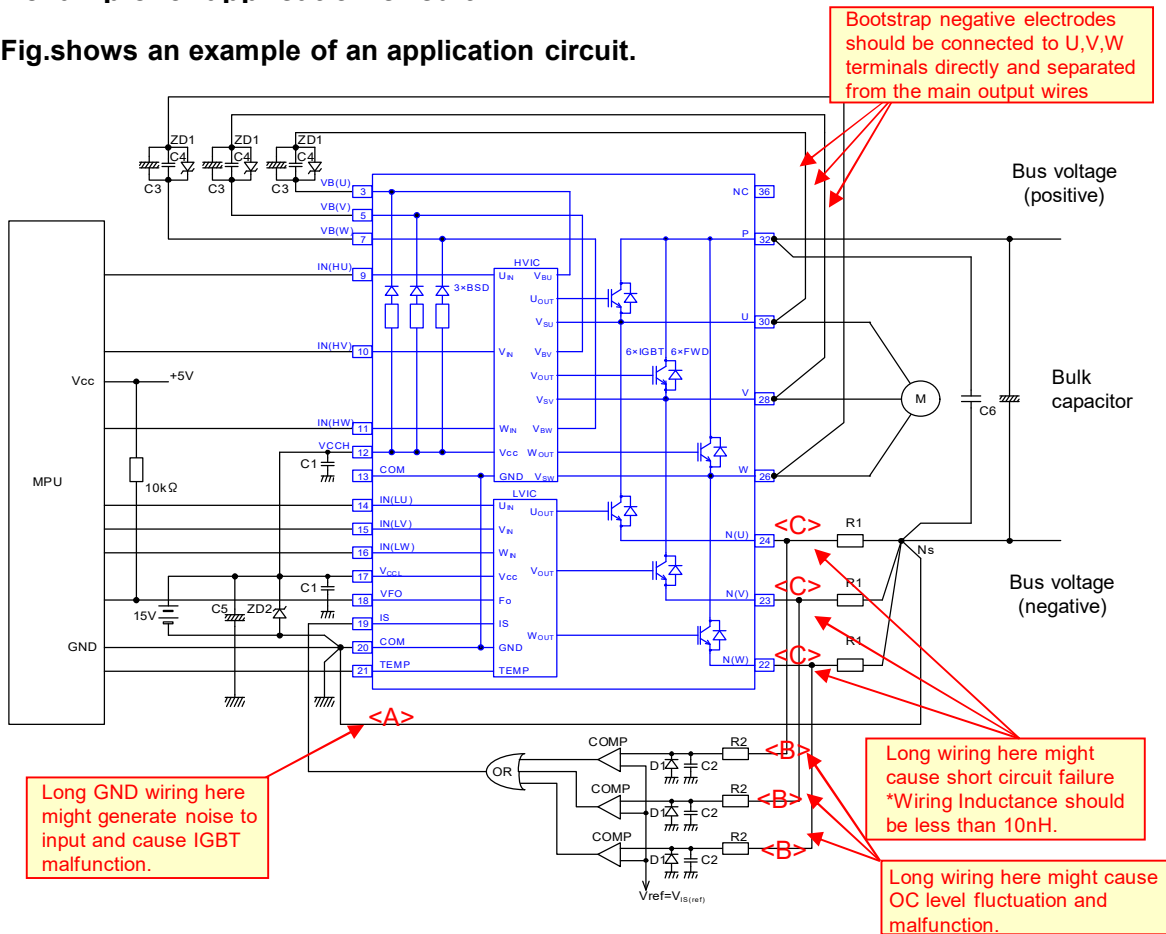 Fig.shows an example of an application circuit.
Bootstrap negative electrodes
should be connected to U,V,W
terminals directly and separated
from the main output wires
ZD1
ZD1
ZD1
C4
C4
C4
C3
C3
C3
Bus voltage
(positive)
VB(U)
3
VB(V)
5
VB(W)
7
NC
36
P
32
IN(HU)
9
HVIC
3×BSD
UIN
VBU
UOUT
VSU
U
30
IN(HV)
10
VIN
VBV
6×IGBT
6×FWD
VOUT
VSV
V
28
M
C6
Bulk
capacitor
Vcc
+5V
IN(HW)
11
WIN
VBW
VCCH
12
Vcc
WOUT
C1
COM
13
GND
VSW
W
26
MPU
10kΩ
LVIC
IN(LU)
14
UIN
UOUT
IN(LV)
15
VIN
IN(LW)
16
WIN
N(U)
24
<C>
R1
Ns
VCCL
17
Vcc
VOUT
C1
VFO
18
Fo
N(V)
23
<C>
R1
Bus voltage
(negative)
15V
C5
ZD2
IS
19
IS
WOUT
GND
COM
20
GND
N(W)
22
<C>
R1
TEMP
21
TEMP
<A>
Long GND wiring here
might generate noise to
input and cause IGBT
malfunction.
OR
COMP
D1
C2
R2
<B>
COMP
D1
C2
R2
<B>
COMP
D1
C2
R2
<B>
Vref=VIS(ref)
Long wiring here might
cause short circuit failure
*Wiring Inductance should
be less than 10nH.
Long wiring here might cause
OC level fluctuation and
malfunction.